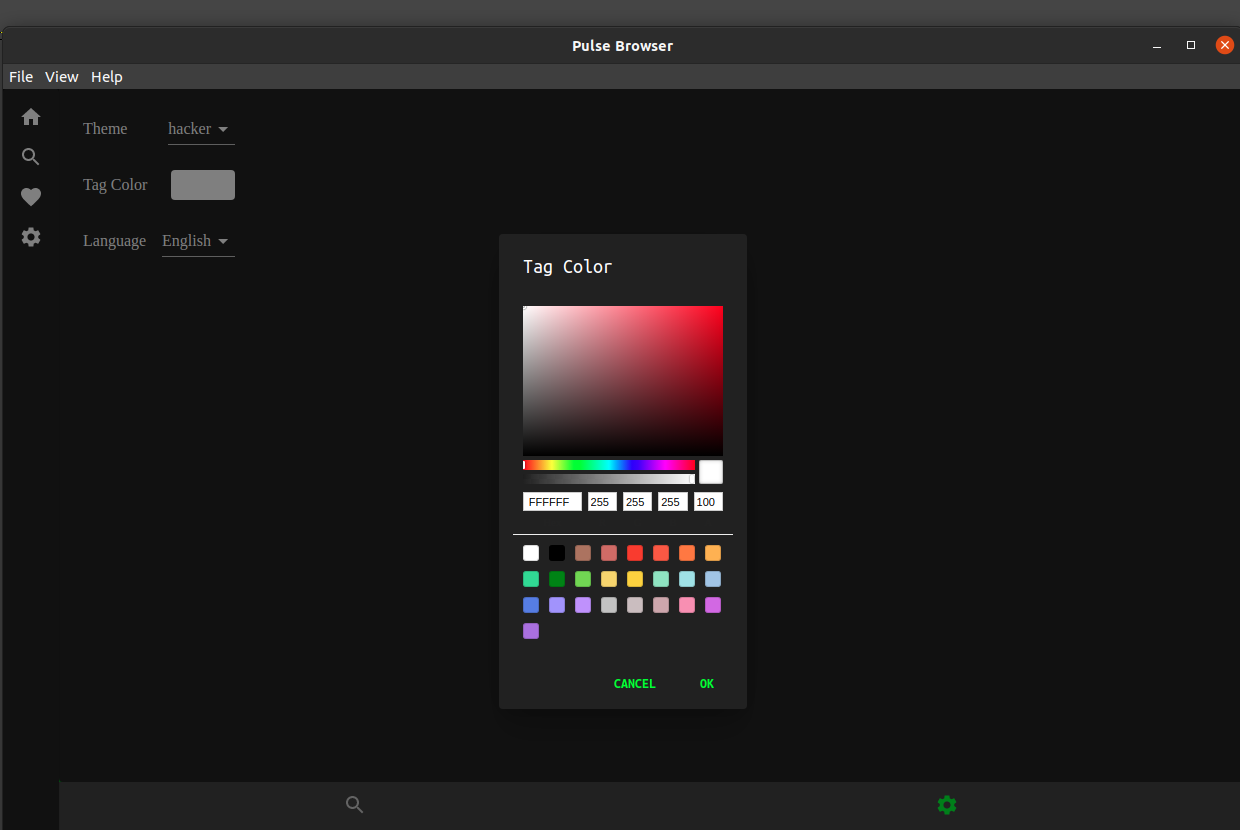 Pulse Browser
File View Help
Theme hacker
Tag Color
Language English
Tag Color
FFFFFF 255 255 255 100
CANCEL OK